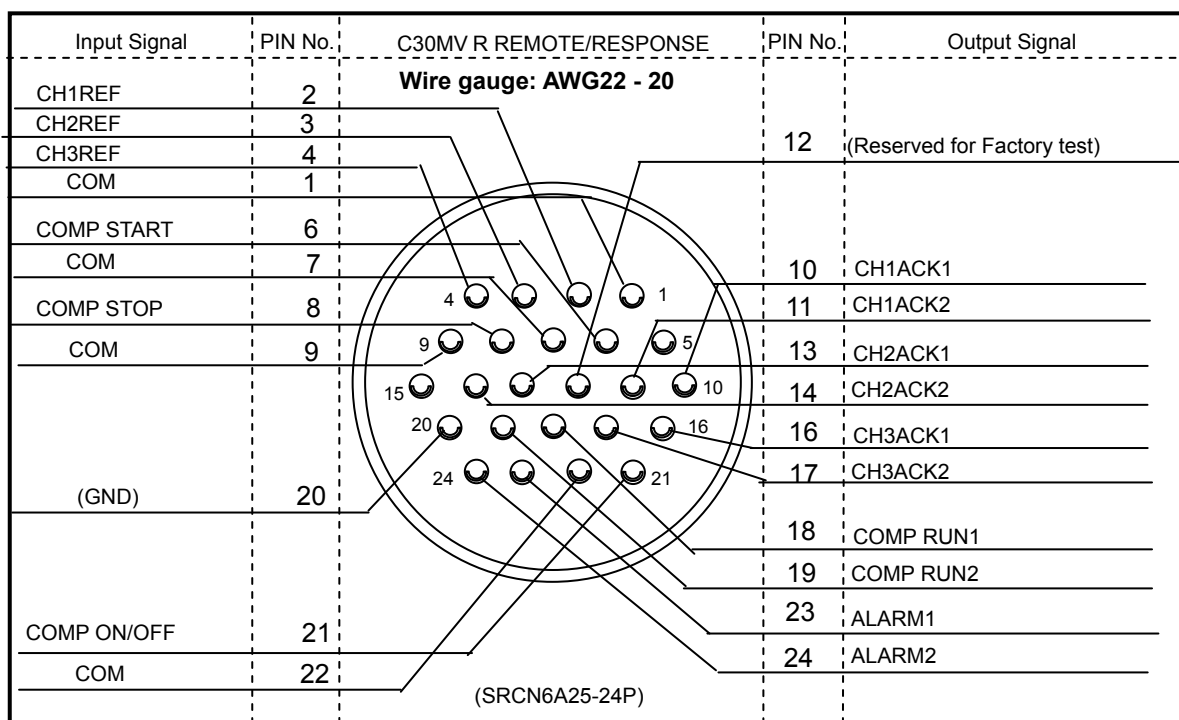 Input Signal PIN No. C30MV R REMOTE/RESPONSE PIN No. Output Signal
Wire gauge: AWG22 - 20
CH1REF 2
CH2REF 3
12 (Reserved for Factory test)
CH3REF 4
COM 1
COMP START 6
COM 7
10 CH1ACK1
COMP STOP 8
4 1
11 CH1ACK2
COM 9
9 5
13 CH2ACK1
15 10
14 CH2ACK2
20 16
16 CH3ACK1
24 21
17 CH3ACK2
(GND) 20
18 COMP RUN1
19 COMP RUN2
23 ALARM1
COMP ON/OFF 21
24 ALARM2
COM 22
(SRCN6A25-24P)